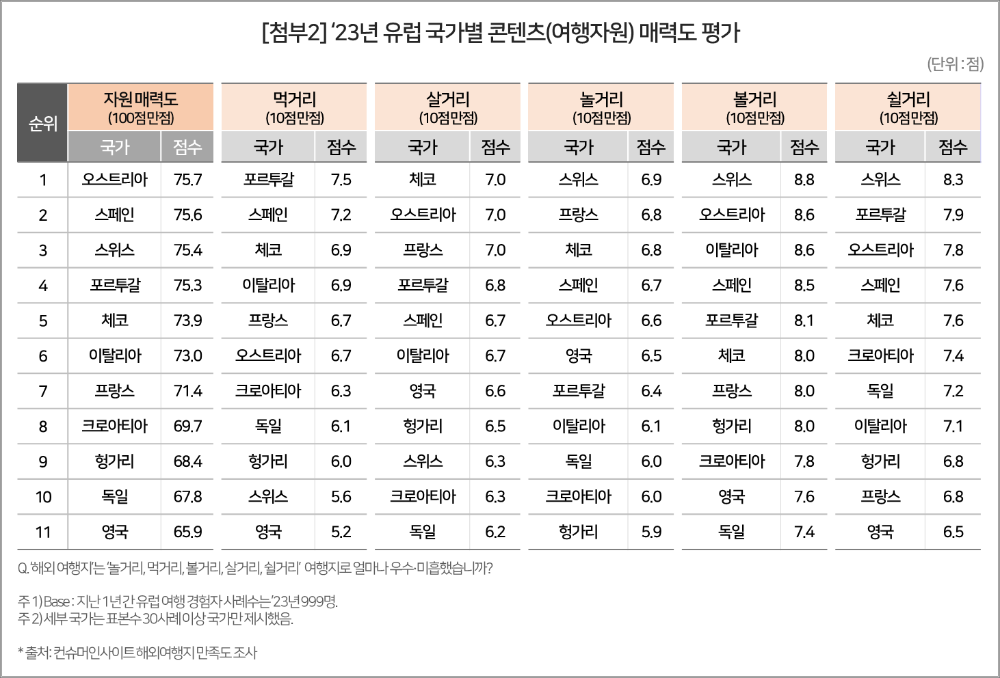 [첨부2] ‘23년 유럽 국가별 콘텐츠(여행자원) 매력도 평가
(단위 : 점)
순위 자원 매력도 (100점 만점) 먹거리 (10점 만점) 살거리 (10점 만점) 놀거리 (10점 만점) 볼거리 (10점 만점) 쉴거리 (10점 만점)
국가 점수 국가 점수 국가 점수 국가 점수 국가 점수 국가 점수
1 오스트리아 75.7 포르투갈 7.5 체코 7.0 스위스 6.9 스위스 8.8 스위스 8.3
2 스페인 75.6 스페인 7.2 오스트리아 7.0 프랑스 6.8 오스트리아 8.6 포르투갈 7.9
3 스위스 75.4 체코 6.9 프랑스 7.0 체코 6.8 이탈리아 8.6 오스트리아 7.8
4 포르투갈 75.3 이탈리아 6.9 포르투갈 6.8 스페인 6.7 스페인 8.5 스페인 7.6
5 체코 73.9 프랑스 6.7 스페인 6.7 오스트리아 6.6 포르투갈 8.1 체코 7.6
6 이탈리아 73.0 오스트리아 6.7 이탈리아 6.7 영국 6.5 체코 8.0 크로아티아 7.4
7 프랑스 71.4 크로아티아 6.3 영국 6.6 포르투갈 6.4 프랑스 8.0 독일 7.2
8 크로아티아 69.7 독일 6.1 헝가리 6.5 이탈리아 6.1 헝가리 8.0 이탈리아 7.1
9 헝가리 68.4 헝가리 6.0 스위스 6.3 독일 6.0 크로아티아 7.8 헝가리 6.8
10 독일 67.8 스위스 5.6 크로아티아 6.3 크로아티아 6.0 영국 7.6 프랑스 6.8
11 영국 65.9 영국 5.2 독일 6.2 헝가리 5.9 독일 7.4 영국 6.5
Q. ‘해외 여행지’는 ‘놀거리, 먹거리, 볼거리, 살거리, 쉴거리’ 여행지로 얼마나 우수·미흡했습니까?
주 1) Base : 지난 1년 간 유럽 여행 경험자 사례수는 ’23년 999명.
주 2) 세부 국가는 표본수 30사례 이상 국가만 제시했음.
* 출처: 컨슈머인사이트 해외여행지 만족도 조사